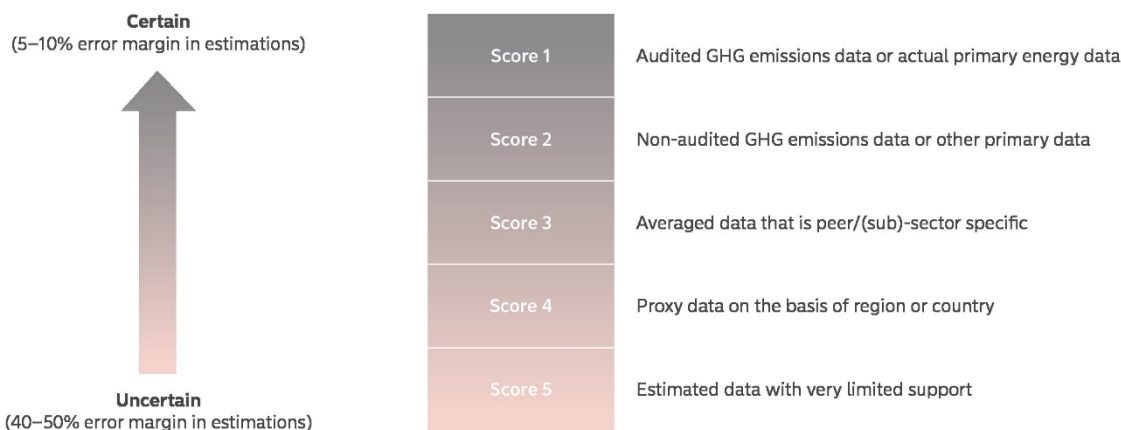 Certain
(5–10% error margin in estimations)
Score 1
Audited GHG emissions data or actual primary energy data
Score 2
Non-audited GHG emissions data or other primary data
Score 3
Averaged data that is peer/(sub)-sector specific
Score 4
Proxy data on the basis of region or country
Score 5
Estimated data with very limited support
Uncertain
(40–50% error margin in estimations)